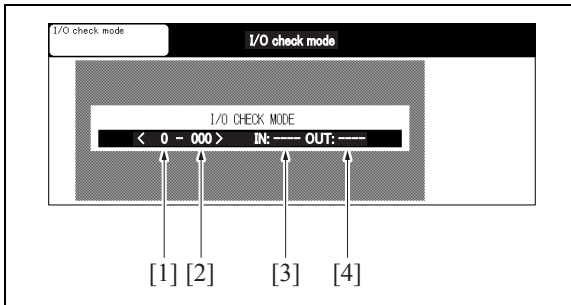 I/O check mode
I/O check mode
I/O CHECK MODE
< 0 - 000 > IN: ---- OUT: ----
[1] [2] [3] [4]